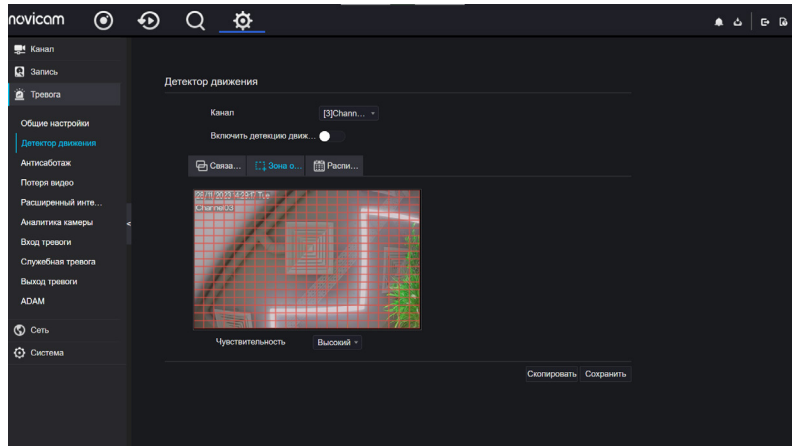 novicam
Канал
Запись
Тревога
Общие настройки
Детектор движения
Антисаботаж
Потеря видео
Расширенный инте...
Аналитика камеры
Вход тревоги
Служебная тревога
Выход тревоги
ADAM
Сеть
Система
<
Детектор движения
Канал [3]Chann...
Включить детекцию движ...
Связа... Зона о... Распи...
Tue
Channel03
Чувствительность Высокий
Скопировать Сохранить